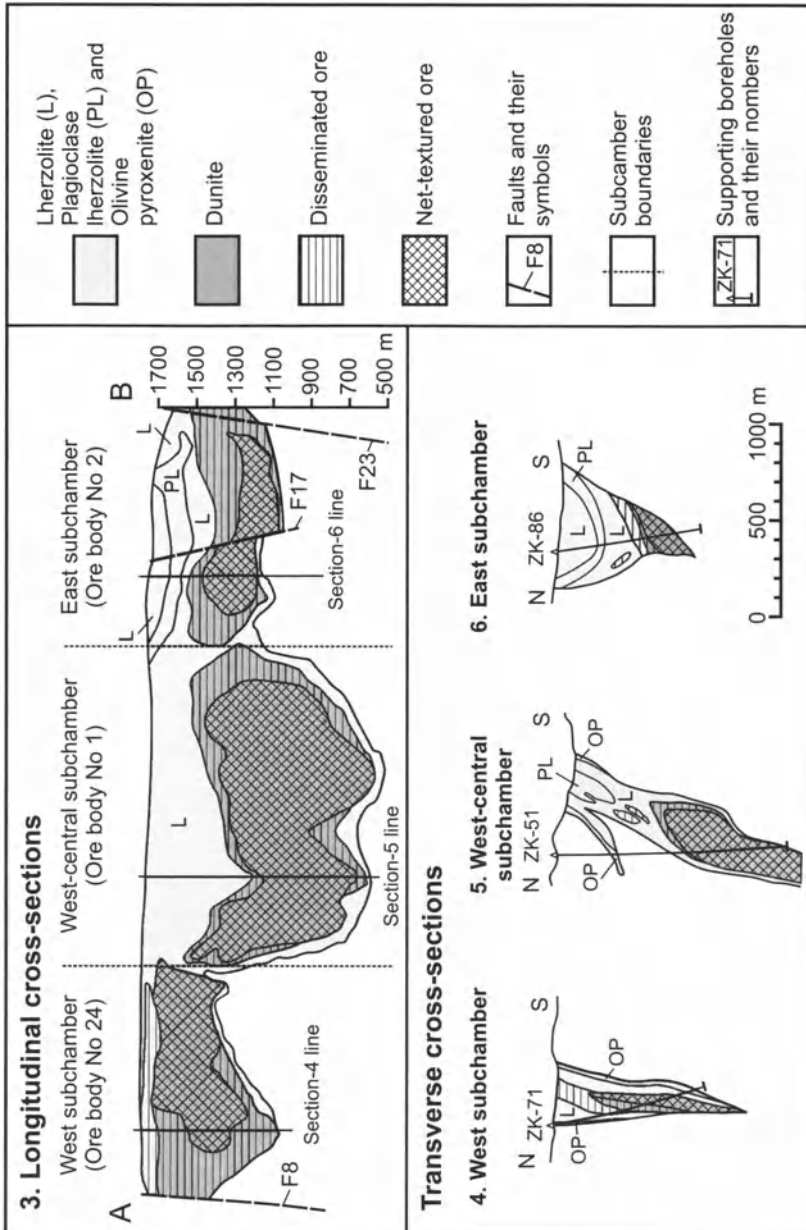 3. Longitudinal cross-sections
A
B
West subchamber
(Ore body No 24)
West-central subchamber
(Ore body No 1)
East subchamber
(Ore body No 2)
L
L
PL
L
L
1700
1500
1300
1100
900
700
500 m
F8
F17
F23
Section-4 line
Section-5 line
Section-6 line
Transverse cross-sections
4. West subchamber
N
ZK-71
S
L
OP
OP
5. West-central
subchamber
N
ZK-51
S
PL
L
OP
OP
6. East subchamber
N
ZK-86
S
L
L
PL
0
500
1000 m
Lherzolite (L),
Plagioclase
lherzolite (PL) and
Olivine
pyroxenite (OP)
Dunite
Disseminated ore
Net-textured ore
F8
Faults and their
symbols
Subcamber
boundaries
ZK-71
Supporting boreholes
and their nombers